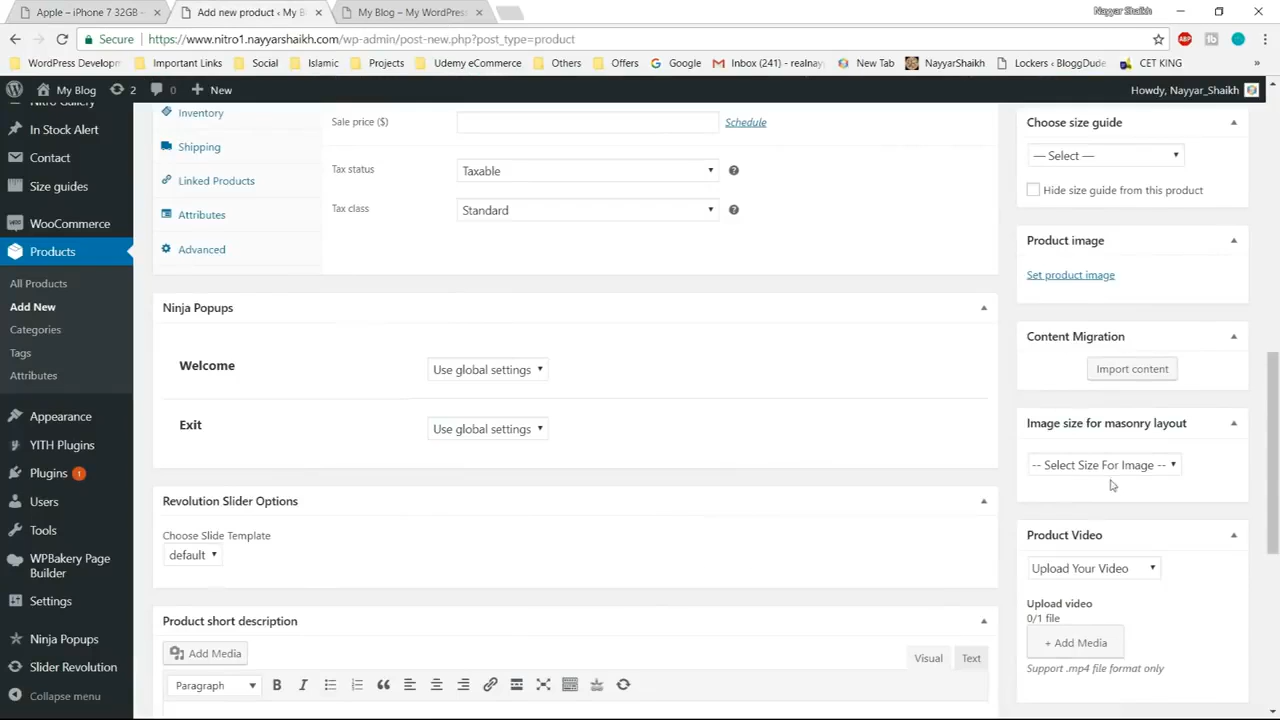 Apple – iPhone 7 32GB
Add new product ‹ My B
My Blog – My WordPress
Nayyar Shaikh
Secure
https://www.nitro1.nayyarshaikh.com/wp-admin/post-new.php?post_type=product
WordPress Developm
Important Links
Social
Islamic
Projects
Udemy eCommerce
Others
Offers
Google
Inbox (241) - realnay
New Tab
NayyarShaikh
Lockers ‹ BloggDude
CET KING
»
My Blog
2
0
New
Howdy, Nayyar_Shaikh
Nitro Gallery
In Stock Alert
Contact
Size guides
WooCommerce
Products
All Products
Add New
Categories
Tags
Attributes
Appearance
YITH Plugins
Plugins 1
Users
Tools
WPBakery Page
Builder
Settings
Ninja Popups
Slider Revolution
Collapse menu
Inventory
Shipping
Linked Products
Attributes
Advanced
Sale price ($)
Schedule
Tax status
Taxable
Tax class
Standard
Ninja Popups
Welcome
Use global settings
Exit
Use global settings
Revolution Slider Options
Choose Slide Template
default
Product short description
Add Media
Visual
Text
Paragraph
Choose size guide
— Select —
Hide size guide from this product
Product image
Set product image
Content Migration
Import content
Image size for masonry layout
-- Select Size For Image --
Product Video
Upload Your Video
Upload video
0/1 file
+ Add Media
Support .mp4 file format only